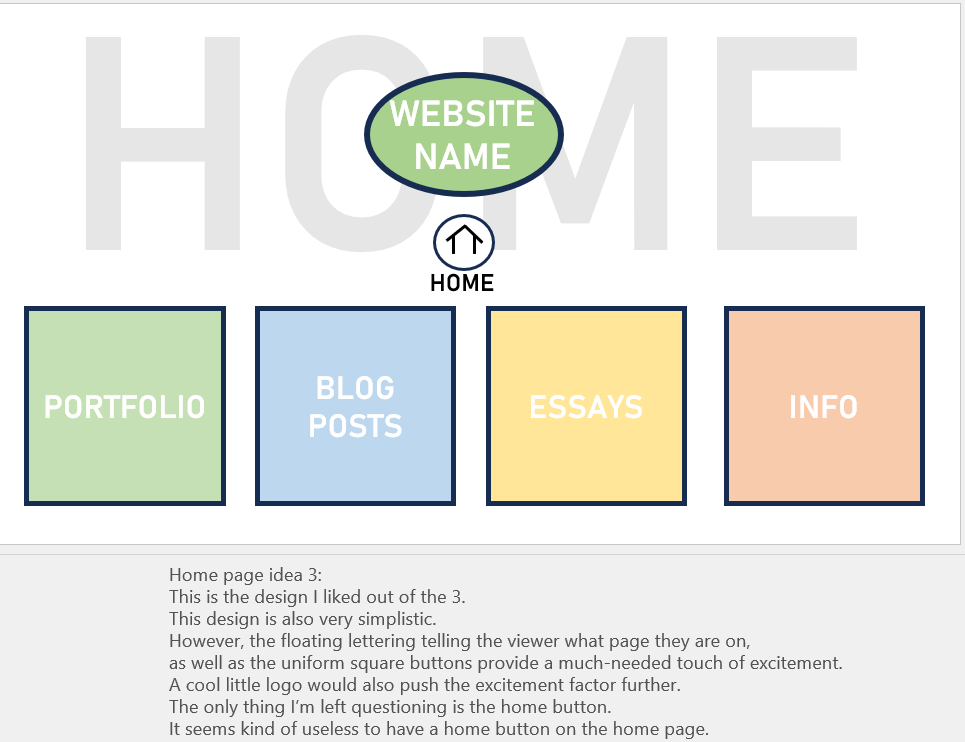 HOME
WEBSITE
NAME
HOME
PORTFOLIO
BLOG
POSTS
ESSAYS
INFO
Home page idea 3:
This is the design I liked out of the 3.
This design is also very simplistic.
However, the floating lettering telling the viewer what page they are on,
as well as the uniform square buttons provide a much-needed touch of excitement.
A cool little logo would also push the excitement factor further.
The only thing I’m left questioning is the home button.
It seems kind of useless to have a home button on the home page.